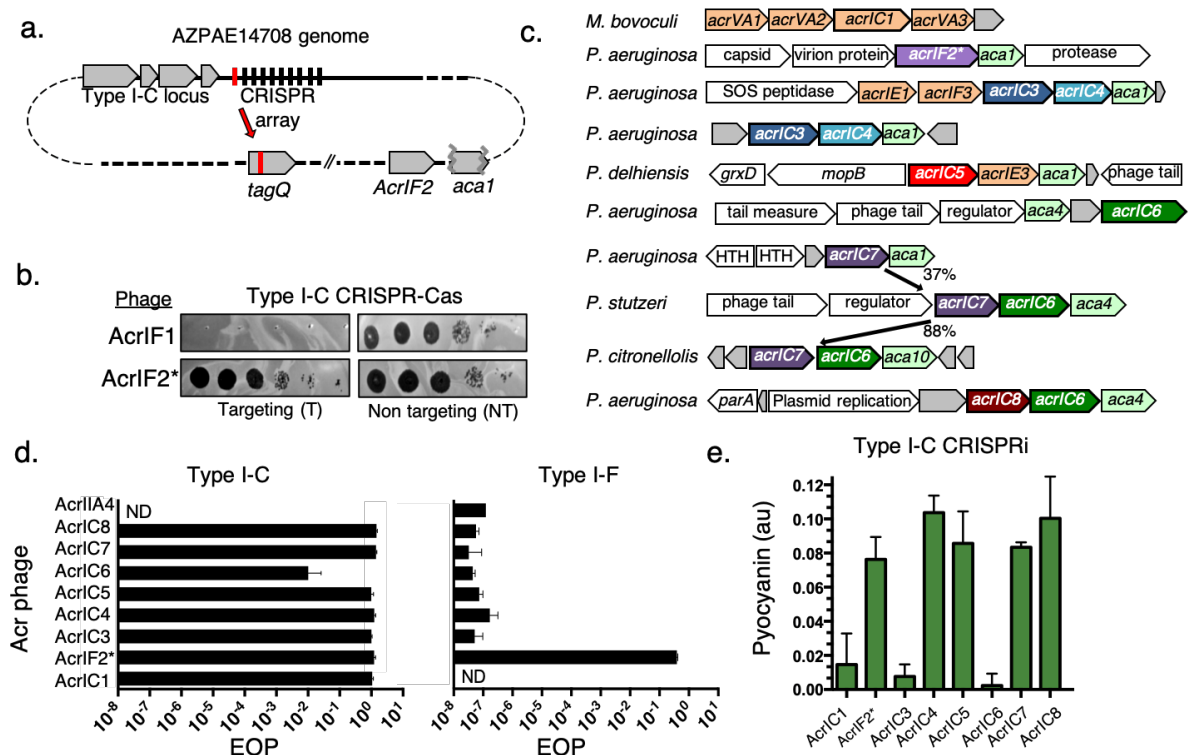 a.
AZPAE14708 genome
Type I-C locus
CRISPR
array
//
tagQ
AcrIF2
aca1
b.
Phage
Type I-C CRISPR-Cas
AcrIF1
AcrIF2*
Targeting (T)
Non targeting (NT)
c.
M. bovoculi
acrVA1
acrVA2
acrIC1
acrVA3
P. aeruginosa
capsid
virion protein
acrIF2*
aca1
protease
P. aeruginosa
SOS peptidase
acrIE1
acrIF3
acrIC3
acrIC4
aca1
P. aeruginosa
acrIC3
acrIC4
aca1
P. delhiensis
grxD
mopB
acrIC5
acrIE3
aca1
phage tail
P. aeruginosa
tail measure
phage tail
regulator
aca4
acrIC6
P. aeruginosa
HTH
HTH
acrIC7
aca1
37%
P. stutzeri
phage tail
regulator
acrIC7
acrIC6
aca4
88%
P. citronellolis
acrIC7
acrIC6
aca10
P. aeruginosa
parA
Plasmid replication
acrIC8
acrIC6
aca4
d.
Type I-C
Type I-F
Acr phage
AcrIIA4
AcrIC8
AcrIC7
AcrIC6
AcrIC5
AcrIC4
AcrIC3
AcrIF2*
AcrIC1
ND
ND
10-8 10-7 10-6 10-5 10-4 10-3 10-2 10-1 100 101
EOP
10-8 10-7 10-6 10-5 10-4 10-3 10-2 10-1 100 101
EOP
e.
Type I-C CRISPRi
Pyocyanin (au)
0.12
0.10
0.08
0.06
0.04
0.02
0.00
AcrIC1
AcrIF2*
AcrIC3
AcrIC4
AcrIC5
AcrIC6
AcrIC7
AcrIC8